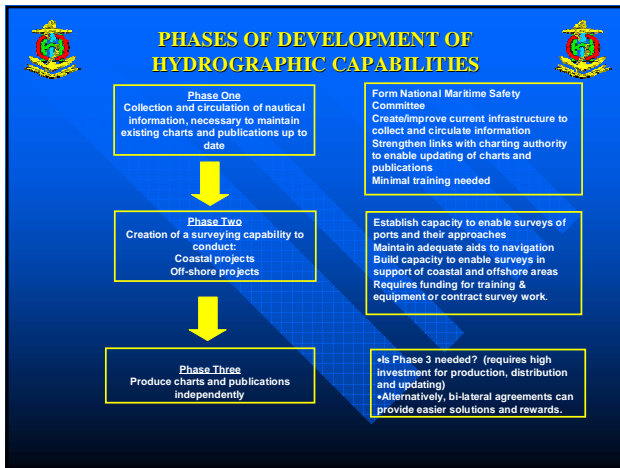 PHASES OF DEVELOPMENT OF
HYDROGRAPHIC CAPABILITIES
Phase One
Collection and circulation of nautical
information, necessary to maintain
existing charts and publications up to
date
Form National Maritime Safety
Committee
Create/improve current infrastructure to
collect and circulate information
Strengthen links with charting authority
to enable updating of charts and
publications
Minimal training needed
Phase Two
Creation of a surveying capability to
conduct:
Coastal projects
Off-shore projects
Establish capacity to enable surveys of
ports and their approaches
Maintain adequate aids to navigation
Build capacity to enable surveys in
support of coastal and offshore areas
Requires funding for training &
equipment or contract survey work.
Phase Three
Produce charts and publications
independently
•Is Phase 3 needed? (requires high
investment for production, distribution
and updating)
•Alternatively, bi-lateral agreements can
provide easier solutions and rewards.